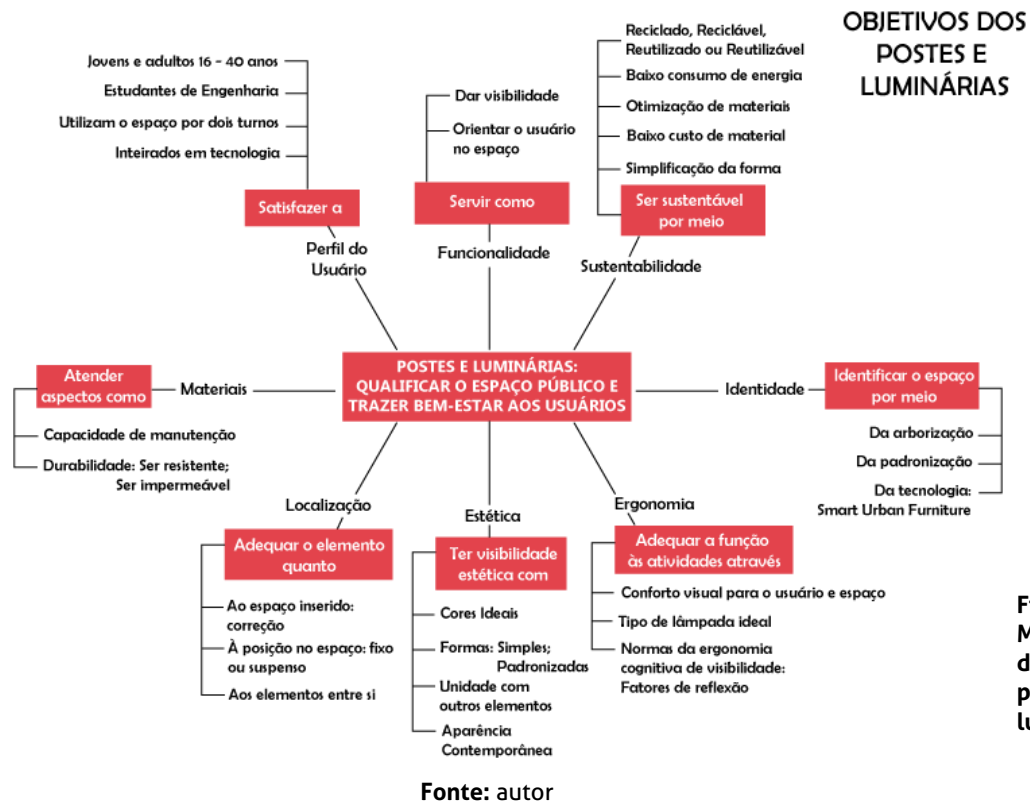 OBJETIVOS DOS
POSTES E
LUMINÁRIAS
Jovens e adultos 16 - 40 anos
Estudantes de Engenharia
Utilizam o espaço por dois turnos
Inteirados em tecnologia
Satisfazer a
Perfil do
Usuário
Dar visibilidade
Orientar o usuário
no espaço
Servir como
Funcionalidade
Reciclado, Reciclável,
Reutilizado ou Reutilizável
Baixo consumo de energia
Otimização de materiais
Baixo custo de material
Simplificação da forma
Ser sustentável
por meio
Sustentabilidade
POSTES E LUMINÁRIAS:
QUALIFICAR O ESPAÇO PÚBLICO E
TRAZER BEM-ESTAR AOS USUÁRIOS
Materiais
Atender
aspectos como
Capacidade de manutenção
Durabilidade: Ser resistente;
Ser impermeável
Identidade
Identificar o espaço
por meio
Da arborização
Da padronização
Da tecnologia:
Smart Urban Furniture
Localização
Adequar o elemento
quanto
Ao espaço inserido:
correção
À posição no espaço: fixo
ou suspenso
Aos elementos entre si
Estética
Ter visibilidade
estética com
Cores Ideais
Formas: Simples;
Padronizadas
Unidade com
outros elementos
Aparência
Contemporânea
Ergonomia
Adequar a função
às atividades através
Conforto visual para o usuário e espaço
Tipo de lâmpada ideal
Normas da ergonomia
cognitiva de visibilidade:
Fatores de reflexão
Fonte: autor